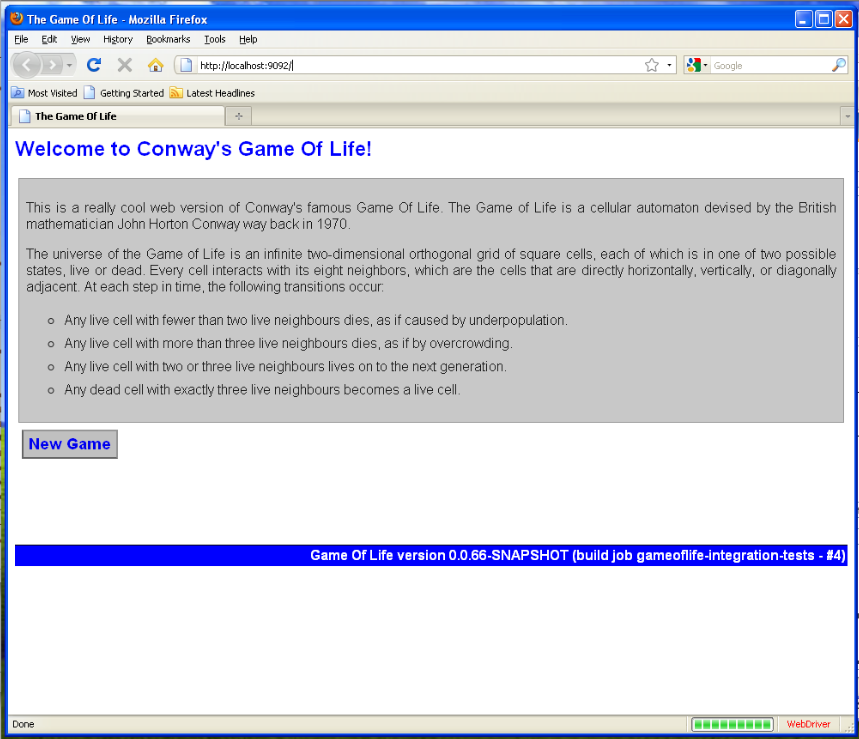 The Game Of Life - Mozilla Firefox
File Edit View History Bookmarks Tools Help
http://localhost:9092/
Google
Most Visited Getting Started Latest Headlines
The Game Of Life
Welcome to Conway's Game Of Life!
This is a really cool web version of Conway's famous Game Of Life. The Game of Life is a cellular automaton devised by the British
mathematician John Horton Conway way back in 1970.
The universe of the Game of Life is an infinite two-dimensional orthogonal grid of square cells, each of which is in one of two possible
states, live or dead. Every cell interacts with its eight neighbors, which are the cells that are directly horizontally, vertically, or diagonally
adjacent. At each step in time, the following transitions occur:
Any live cell with fewer than two live neighbours dies, as if caused by underpopulation.
Any live cell with more than three live neighbours dies, as if by overcrowding.
Any live cell with two or three live neighbours lives on to the next generation.
Any dead cell with exactly three live neighbours becomes a live cell.
New Game
Game Of Life version 0.0.66-SNAPSHOT (build job gameoflife-integration-tests - #4)
Done
WebDriver